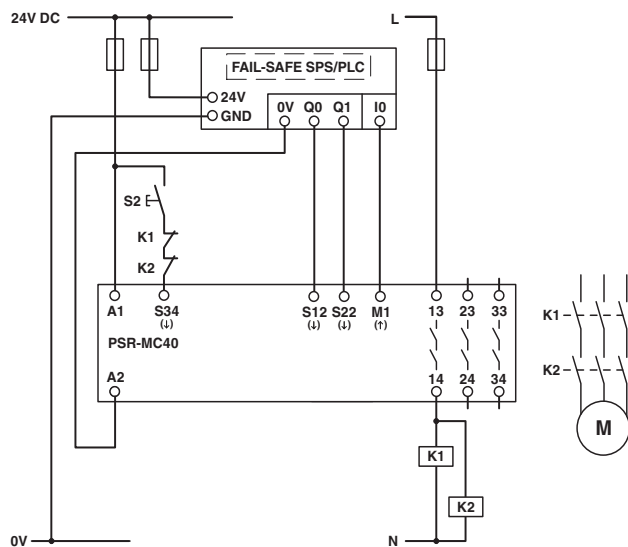 24V DC
L
FAIL-SAFE SPS/PLC
24V
GND
0V Q0 Q1 I0
S2
K1
K2
A1 S34 S12 S22 M1 13 23 33
(↓) (↓) (↓) (↑)
PSR-MC40
A2 14 24 34
K1
K2
M
K1
K2
0V
N